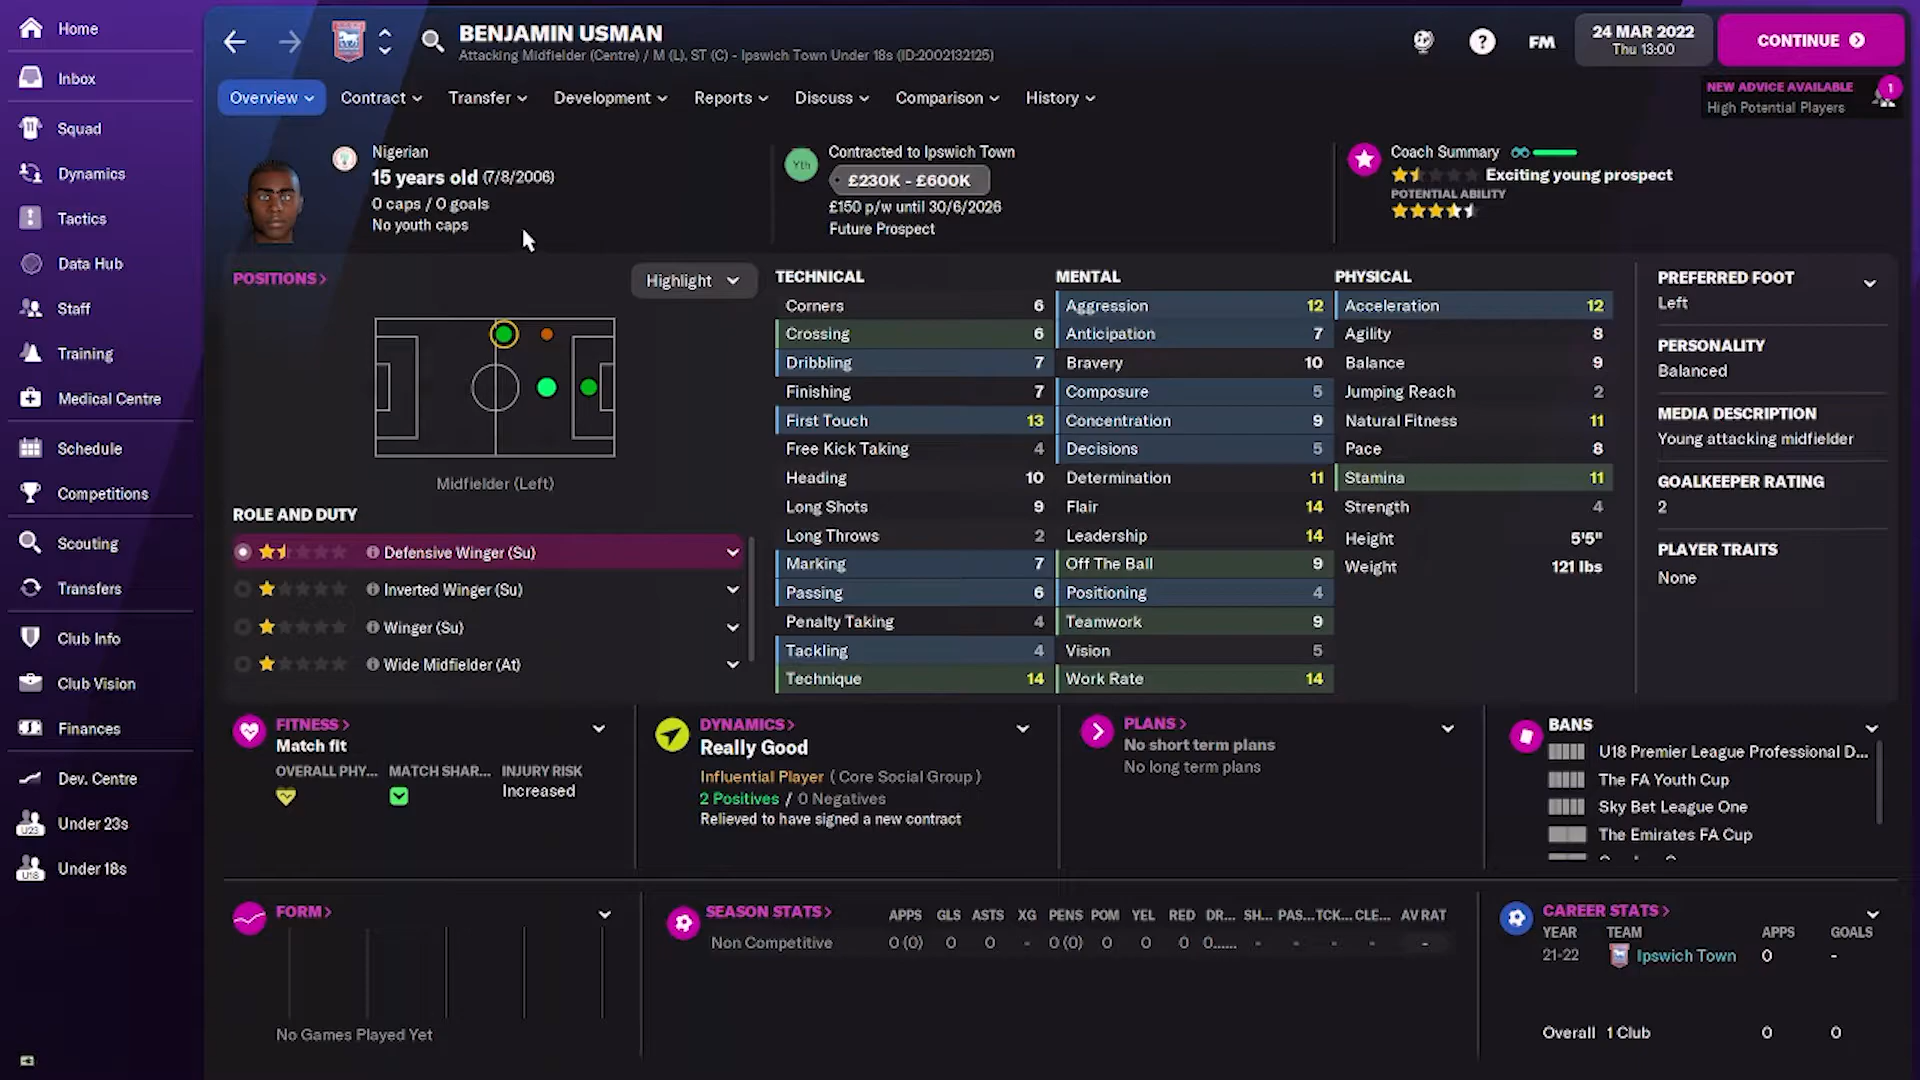 Home
Inbox
Squad
Dynamics
Tactics
Data Hub
Staff
Training
Medical Centre
Schedule
Competitions
Scouting
Transfers
Club Info
Club Vision
Finances
Dev. Centre
U23
Under 23s
U18
Under 18s
BENJAMIN USMAN
Attacking Midfielder (Centre) / M (L), ST (C) - Ipswich Town Under 18s (ID:2002132125)
? FM
24 MAR 2022
Thu 13:00
CONTINUE
Overview Contract Transfer Development Reports Discuss Comparison History
NEW ADVICE AVAILABLE 1
High Potential Players
Nigerian
15 years old (7/8/2006)
0 caps / 0 goals
No youth caps
Yth
Contracted to Ipswich Town
£230K - £600K
£150 p/w until 30/6/2026
Future Prospect
Coach Summary
Exciting young prospect
POTENTIAL ABILITY
POSITIONS>
Highlight
Midfielder (Left)
ROLE AND DUTY
Defensive Winger (Su)
Inverted Winger (Su)
Winger (Su)
Wide Midfielder (At)
TECHNICAL
Corners 6
Crossing 6
Dribbling 7
Finishing 7
First Touch 13
Free Kick Taking 4
Heading 10
Long Shots 9
Long Throws 2
Marking 7
Passing 6
Penalty Taking 4
Tackling 4
Technique 14
MENTAL
Aggression 12
Anticipation 7
Bravery 10
Composure 5
Concentration 9
Decisions 5
Determination 11
Flair 14
Leadership 14
Off The Ball 9
Positioning 4
Teamwork 9
Vision 5
Work Rate 14
PHYSICAL
Acceleration 12
Agility 8
Balance 9
Jumping Reach 2
Natural Fitness 11
Pace 8
Stamina 11
Strength 4
Height 5'5"
Weight 121 lbs
PREFERRED FOOT
Left
PERSONALITY
Balanced
MEDIA DESCRIPTION
Young attacking midfielder
GOALKEEPER RATING
2
PLAYER TRAITS
None
FITNESS>
Match fit
OVERALL PHY... MATCH SHAR... INJURY RISK
Increased
DYNAMICS>
Really Good
Influential Player ( Core Social Group )
2 Positives / 0 Negatives
Relieved to have signed a new contract
PLANS>
No short term plans
No long term plans
BANS
U18 Premier League Professional D...
The FA Youth Cup
Sky Bet League One
The Emirates FA Cup
FORM>
No Games Played Yet
SEASON STATS> APPS GLS ASTS XG PENS POM YEL RED DR... SH... PAS... TCK... CLE... AV RAT
Non Competitive 0 (0) 0 0 - 0 (0) 0 0 0 0...... - - - - -
CAREER STATS>
YEAR TEAM APPS GOALS
21-22 Ipswich Town 0 -
Overall 1 Club 0 0